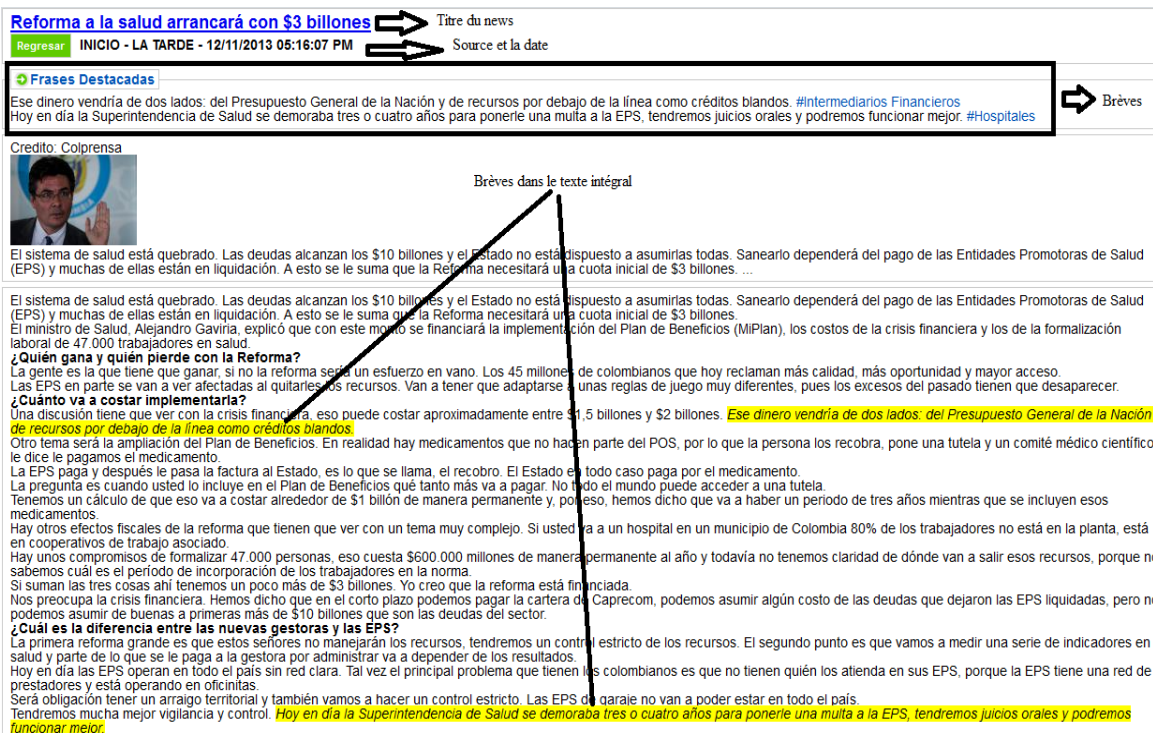 Reforma a la salud arrancará con $3 billones
Titre du news
Regresar INICIO - LA TARDE - 12/11/2013 05:16:07 PM
Source et la date
Frases Destacadas
Ese dinero vendría de dos lados: del Presupuesto General de la Nación y de recursos por debajo de la línea como créditos blandos. #Intermediarios Financieros
Brèves
Hoy en día la Superintendencia de Salud se demoraba tres o cuatro años para ponerle una multa a la EPS, tendremos juicios orales y podremos funcionar mejor. #Hospitales
Credito: Colprensa
Brèves dans le texte intégral
El sistema de salud está quebrado. Las deudas alcanzan los $10 billones y el Estado no está dispuesto a asumirlas todas. Sanearlo dependerá del pago de las Entidades Promotoras de Salud
(EPS) y muchas de ellas están en liquidación. A esto se le suma que la Reforma necesitará una cuota inicial de $3 billones. ...
El sistema de salud está quebrado. Las deudas alcanzan los $10 billones y el Estado no está dispuesto a asumirlas todas. Sanearlo dependerá del pago de las Entidades Promotoras de Salud
(EPS) y muchas de ellas están en liquidación. A esto se le suma que la Reforma necesitará una cuota inicial de $3 billones.
El ministro de Salud, Alejandro Gaviria, explicó que con este monto se financiará la implementación del Plan de Beneficios (MiPlan), los costos de la crisis financiera y los de la formalización
laboral de 47.000 trabajadores en salud.
¿Quién gana y quién pierde con la Reforma?
La gente es la que tiene que ganar, si no la reforma sería un esfuerzo en vano. Los 45 millones de colombianos que hoy reclaman más calidad, más oportunidad y mayor acceso.
Las EPS en parte se van a ver afectadas al quitarles los recursos. Van a tener que adaptarse a unas reglas de juego muy diferentes, pues los excesos del pasado tienen que desaparecer.
¿Cuánto va a costar implementarla?
Una discusión tiene que ver con la crisis financiera, eso puede costar aproximadamente entre $1,5 billones y $2 billones. Ese dinero vendría de dos lados: del Presupuesto General de la Nación
de recursos por debajo de la línea como créditos blandos.
Otro tema será la ampliación del Plan de Beneficios. En realidad hay medicamentos que no hacen parte del POS, por lo que la persona los recobra, pone una tutela y un comité médico científico
le dice le pagamos el medicamento.
La EPS paga y después le pasa la factura al Estado, es lo que se llama, el recobro. El Estado en todo caso paga por el medicamento.
La pregunta es cuando usted lo incluye en el Plan de Beneficios qué tanto más va a pagar. No todo el mundo puede acceder a una tutela.
Tenemos un cálculo de que eso va a costar alrededor de $1 billón de manera permanente y, por eso, hemos dicho que va a haber un periodo de tres años mientras que se incluyen esos
medicamentos.
Hay otros efectos fiscales de la reforma que tienen que ver con un tema muy complejo. Si usted va a un hospital en un municipio de Colombia 80% de los trabajadores no está en la planta, está
en cooperativos de trabajo asociado.
Hay unos compromisos de formalizar 47.000 personas, eso cuesta $600.000 millones de manera permanente al año y todavía no tenemos claridad de dónde van a salir esos recursos, porque n
sabemos cuál es el período de incorporación de los trabajadores en la norma.
Si suman las tres cosas ahí tenemos un poco más de $3 billones. Yo creo que la reforma está financiada.
Nos preocupa la crisis financiera. Hemos dicho que en el corto plazo podemos pagar la cartera de Caprecom, podemos asumir algún costo de las deudas que dejaron las EPS liquidadas, pero n
podemos asumir de buenas a primeras más de $10 billones que son las deudas del sector.
¿Cuál es la diferencia entre las nuevas gestoras y las EPS?
La primera reforma grande es que estos señores no manejarán los recursos, tendremos un control estricto de los recursos. El segundo punto es que vamos a medir una serie de indicadores en
salud y parte de lo que se le paga a la gestora por administrar va a depender de los resultados.
Hoy en día las EPS operan en todo el país sin red clara. Tal vez el principal problema que tienen los colombianos es que no tienen quién los atienda en sus EPS, porque la EPS tiene una red de
prestadores y está operando en oficinitas.
Será obligación tener un arraigo territorial y también vamos a hacer un control estricto. Las EPS de garaje no van a poder estar en todo el país.
Tendremos mucha mejor vigilancia y control. Hoy en día la Superintendencia de Salud se demoraba tres o cuatro años para ponerle una multa a la EPS, tendremos juicios orales y podremos
funcionar mejor.